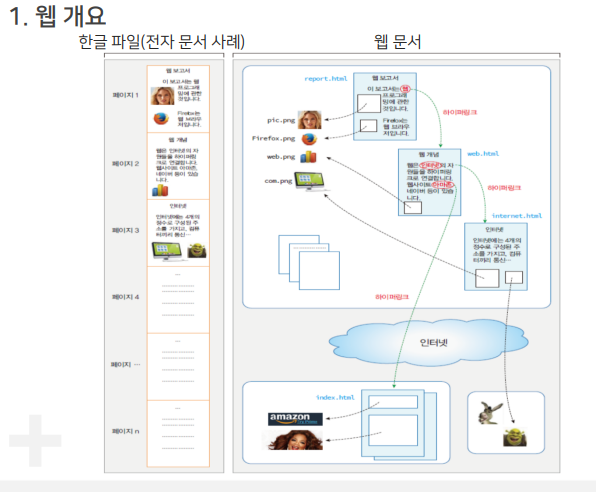 1. 웹 개요
한글 파일(전자 문서 사례)
웹 문서
페이지 1
웹 보고서
이 보고서는 웹
프로그래
밍에 관한
것입니다.
Firefox는
웹 브라우
저입니다.
페이지 2
웹 개념
웹은 인터넷의 자
원들을 하이퍼링
크로 연결합니다.
웹사이트 아마존,
네이버 등이 있습
니다.
페이지 3
인터넷
인터넷에는 4개의
정수로 구성된 주
소를 가지고, 컴퓨
터끼리 통신…
페이지 4
페이지 …
페이지 n
report.html
웹 보고서
이 보고서는 웹
프로그래
밍에 관한
것입니다.
Firefox는
웹 브라우
저입니다.
pic.png
Firefox.png
web.png
com.png
하이퍼링크
web.html
웹 개념
웹은 인터넷의 자
원들을 하이퍼링
크로 연결합니다.
웹사이트 아마존,
네이버 등이 있습
니다.
하이퍼링크
internet.html
인터넷
인터넷에는 4개의
정수로 구성된 주
소를 가지고, 컴퓨
터끼리 통신…
하이퍼링크
인터넷
index.html
amazon